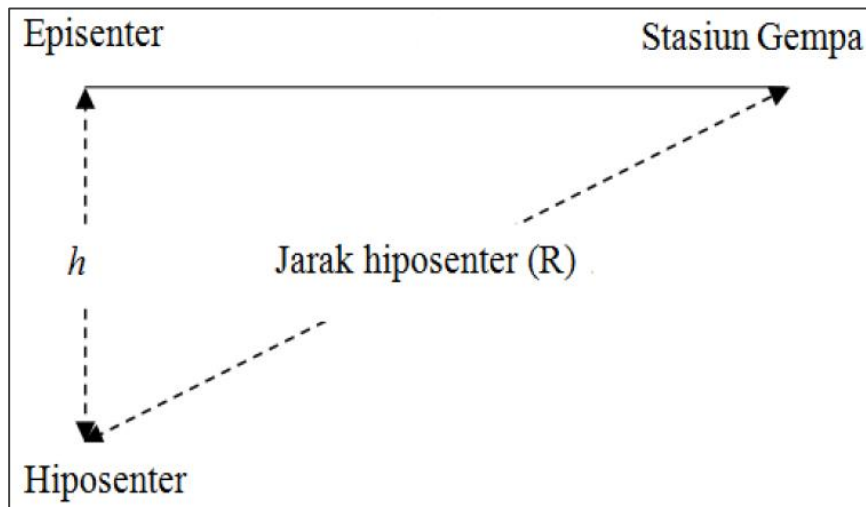 Episenter
Stasiun Gempa
h
Jarak hiposenter (R)
Hiposenter